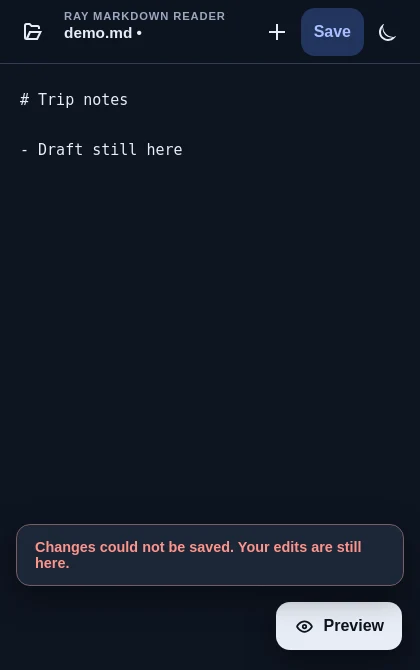 RAY MARKDOWN READER
demo.md •
Save
# Trip notes
- Draft still here
Changes could not be saved. Your edits are still
here.
Preview